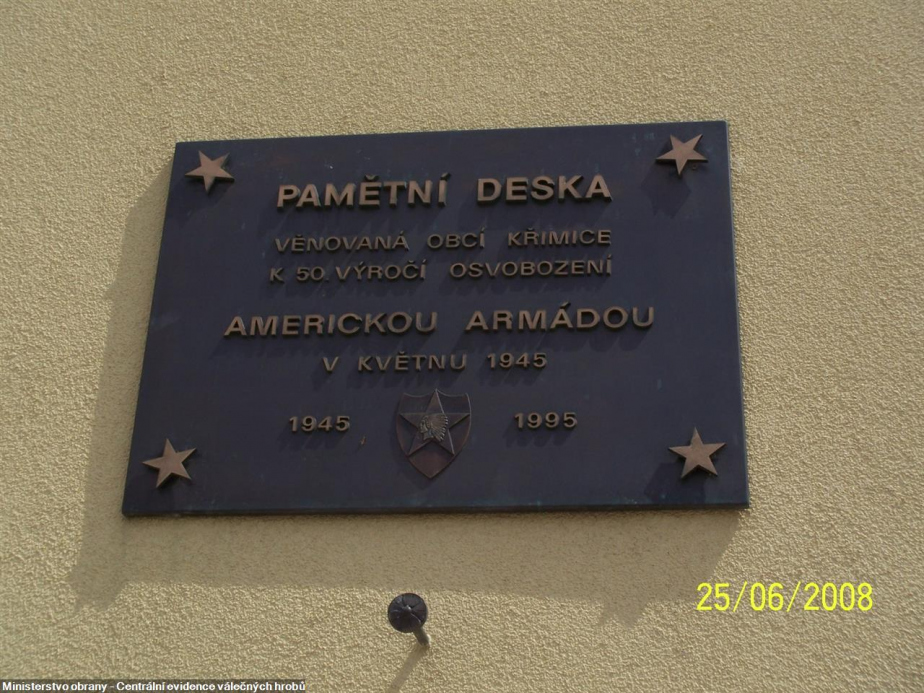 PAMĚTNÍ DESKA
VĚNOVANÁ OBCÍ KŘIMICE
K 50. VÝROČÍ OSVOBOZENÍ
AMERICKOU ARMÁDOU
V KVĚTNU 1945
1945 1995
25/06/2008
Ministerstvo obrany - Centrální evidence válečných hrobů